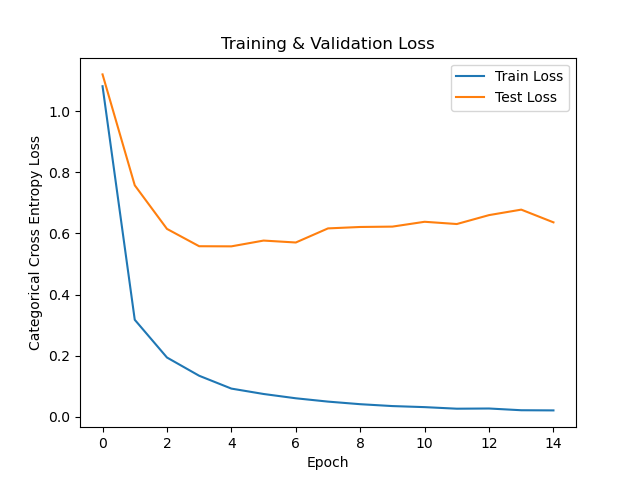 Training & Validation Loss
Train Loss
Test Loss
Categorical Cross Entropy Loss
1.0
0.8
0.6
0.4
0.2
0.0
0 2 4 6 8 10 12 14
Epoch